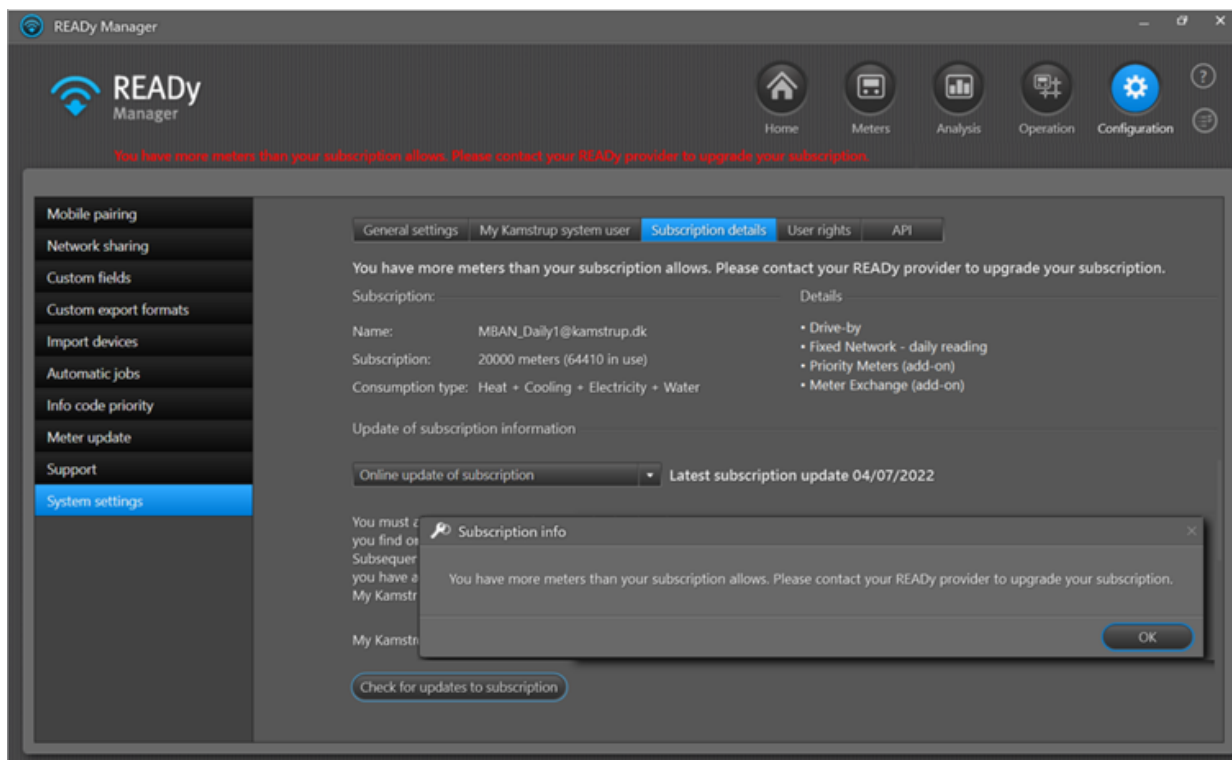 READy Manager
READy
Manager
Home
Meters
Analysis
Operation
Configuration
?
You have more meters than your subscription allows. Please contact your READy provider to upgrade your subscription.
Mobile pairing
Network sharing
Custom fields
Custom export formats
Import devices
Automatic jobs
Info code priority
Meter update
Support
System settings
General settings
My Kamstrup system user
Subscription details
User rights
API
You have more meters than your subscription allows. Please contact your READy provider to upgrade your subscription.
Subscription:
Name: MBAN_Daily1@kamstrup.dk
Subscription: 20000 meters (64410 in use)
Consumption type: Heat + Cooling + Electricity + Water
Details
• Drive-by
• Fixed Network - daily reading
• Priority Meters (add-on)
• Meter Exchange (add-on)
Update of subscription information
Online update of subscription
Latest subscription update 04/07/2022
You must
you find
Subsequer
you have a
My Kamstr
My Kamstr
Subscription info
You have more meters than your subscription allows. Please contact your READy provider to upgrade your subscription.
OK
Check for updates to subscription